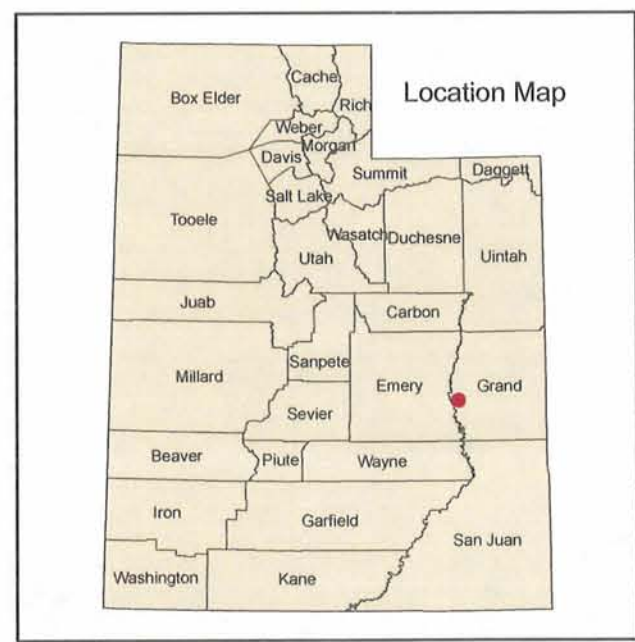 Location Map
Cache
Box Elder
Rich
Weber
Morgan
Davis
Summit
Daggett
Salt Lake
Tooele
Wasatch
Duchesne
Utah
Uintah
Juab
Carbon
Sanpete
Millard
Emery
Grand
Sevier
Beaver
Piute
Wayne
Iron
Garfield
San Juan
Washington
Kane